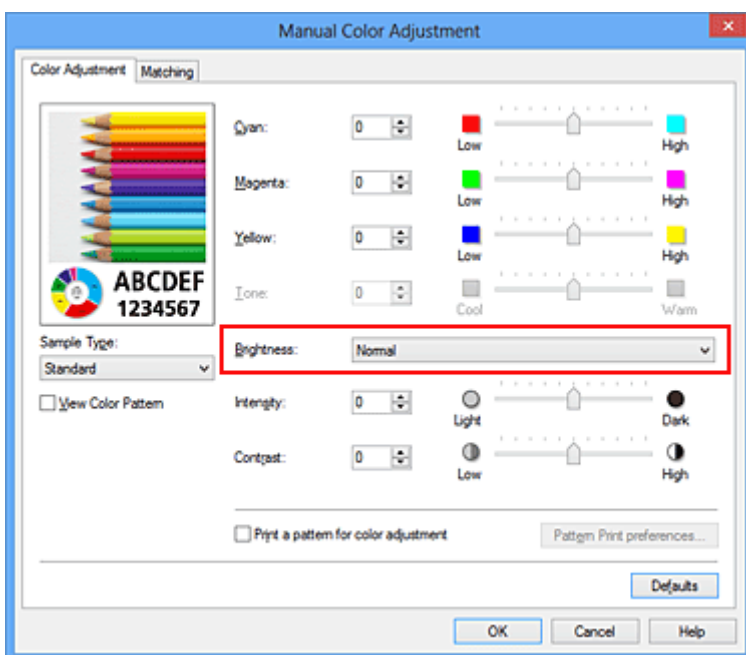 Manual Color Adjustment
Color Adjustment Matching
Cyan: 0 Low High
Magenta: 0 Low High
Yellow: 0 Low High
Tone: 0 Cool Warm
ABCDEF
1234567
Sample Type:
Standard
View Color Pattern
Brightness: Normal
Intensity: 0 Light Dark
Contrast: 0 Low High
Print a pattern for color adjustment Pattern Print preferences...
Defaults
OK Cancel Help